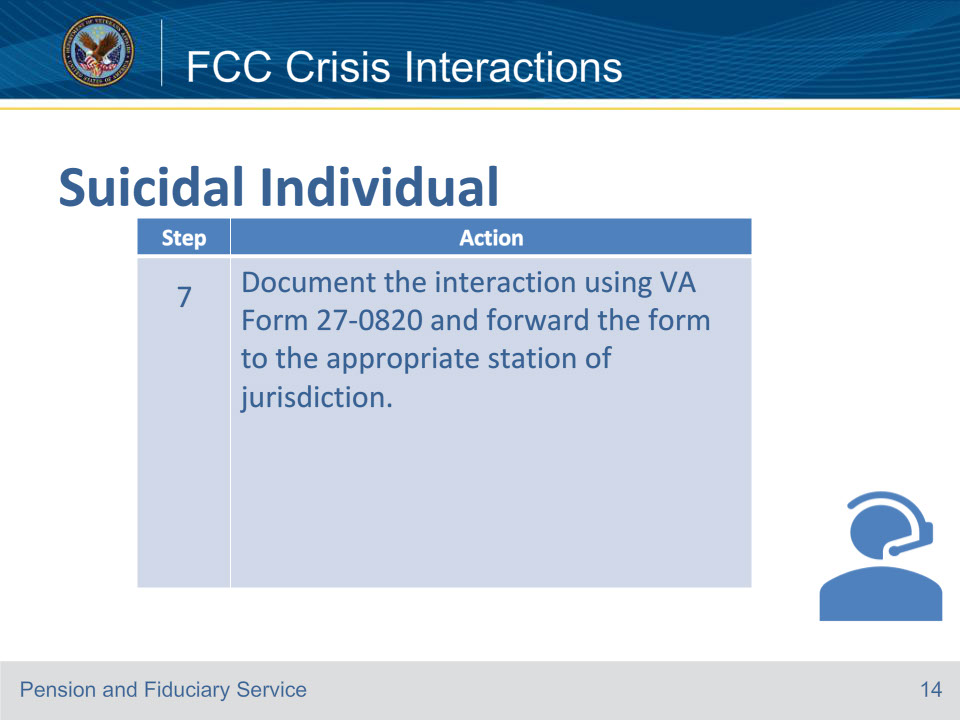 FCC Crisis Interactions
Suicidal Individual
Step Action
7 Document the interaction using VA
Form 27-0820 and forward the form
to the appropriate station of
jurisdiction.
Pension and Fiduciary Service 14